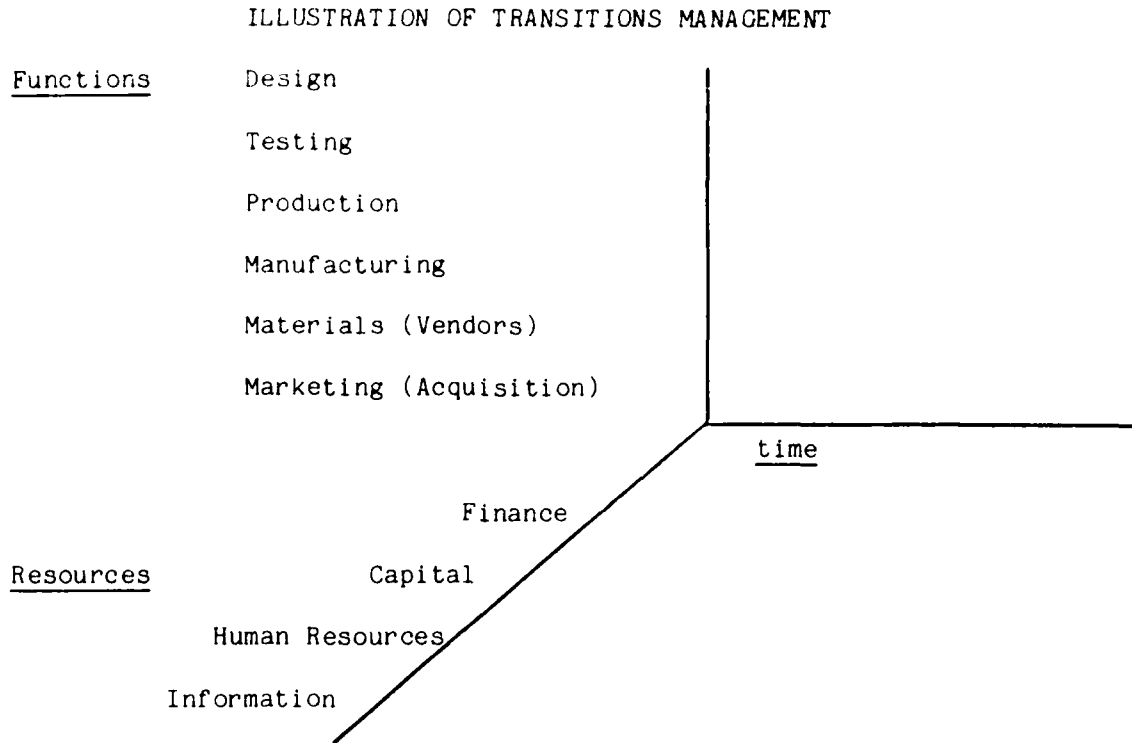 ILLUSTRATION OF TRANSITIONS MANAGEMENT
Functions Design
Testing
Production
Manufacturing
Materials (Vendors)
Marketing (Acquisition)
time
Finance
Resources Capital
Human Resources
Information